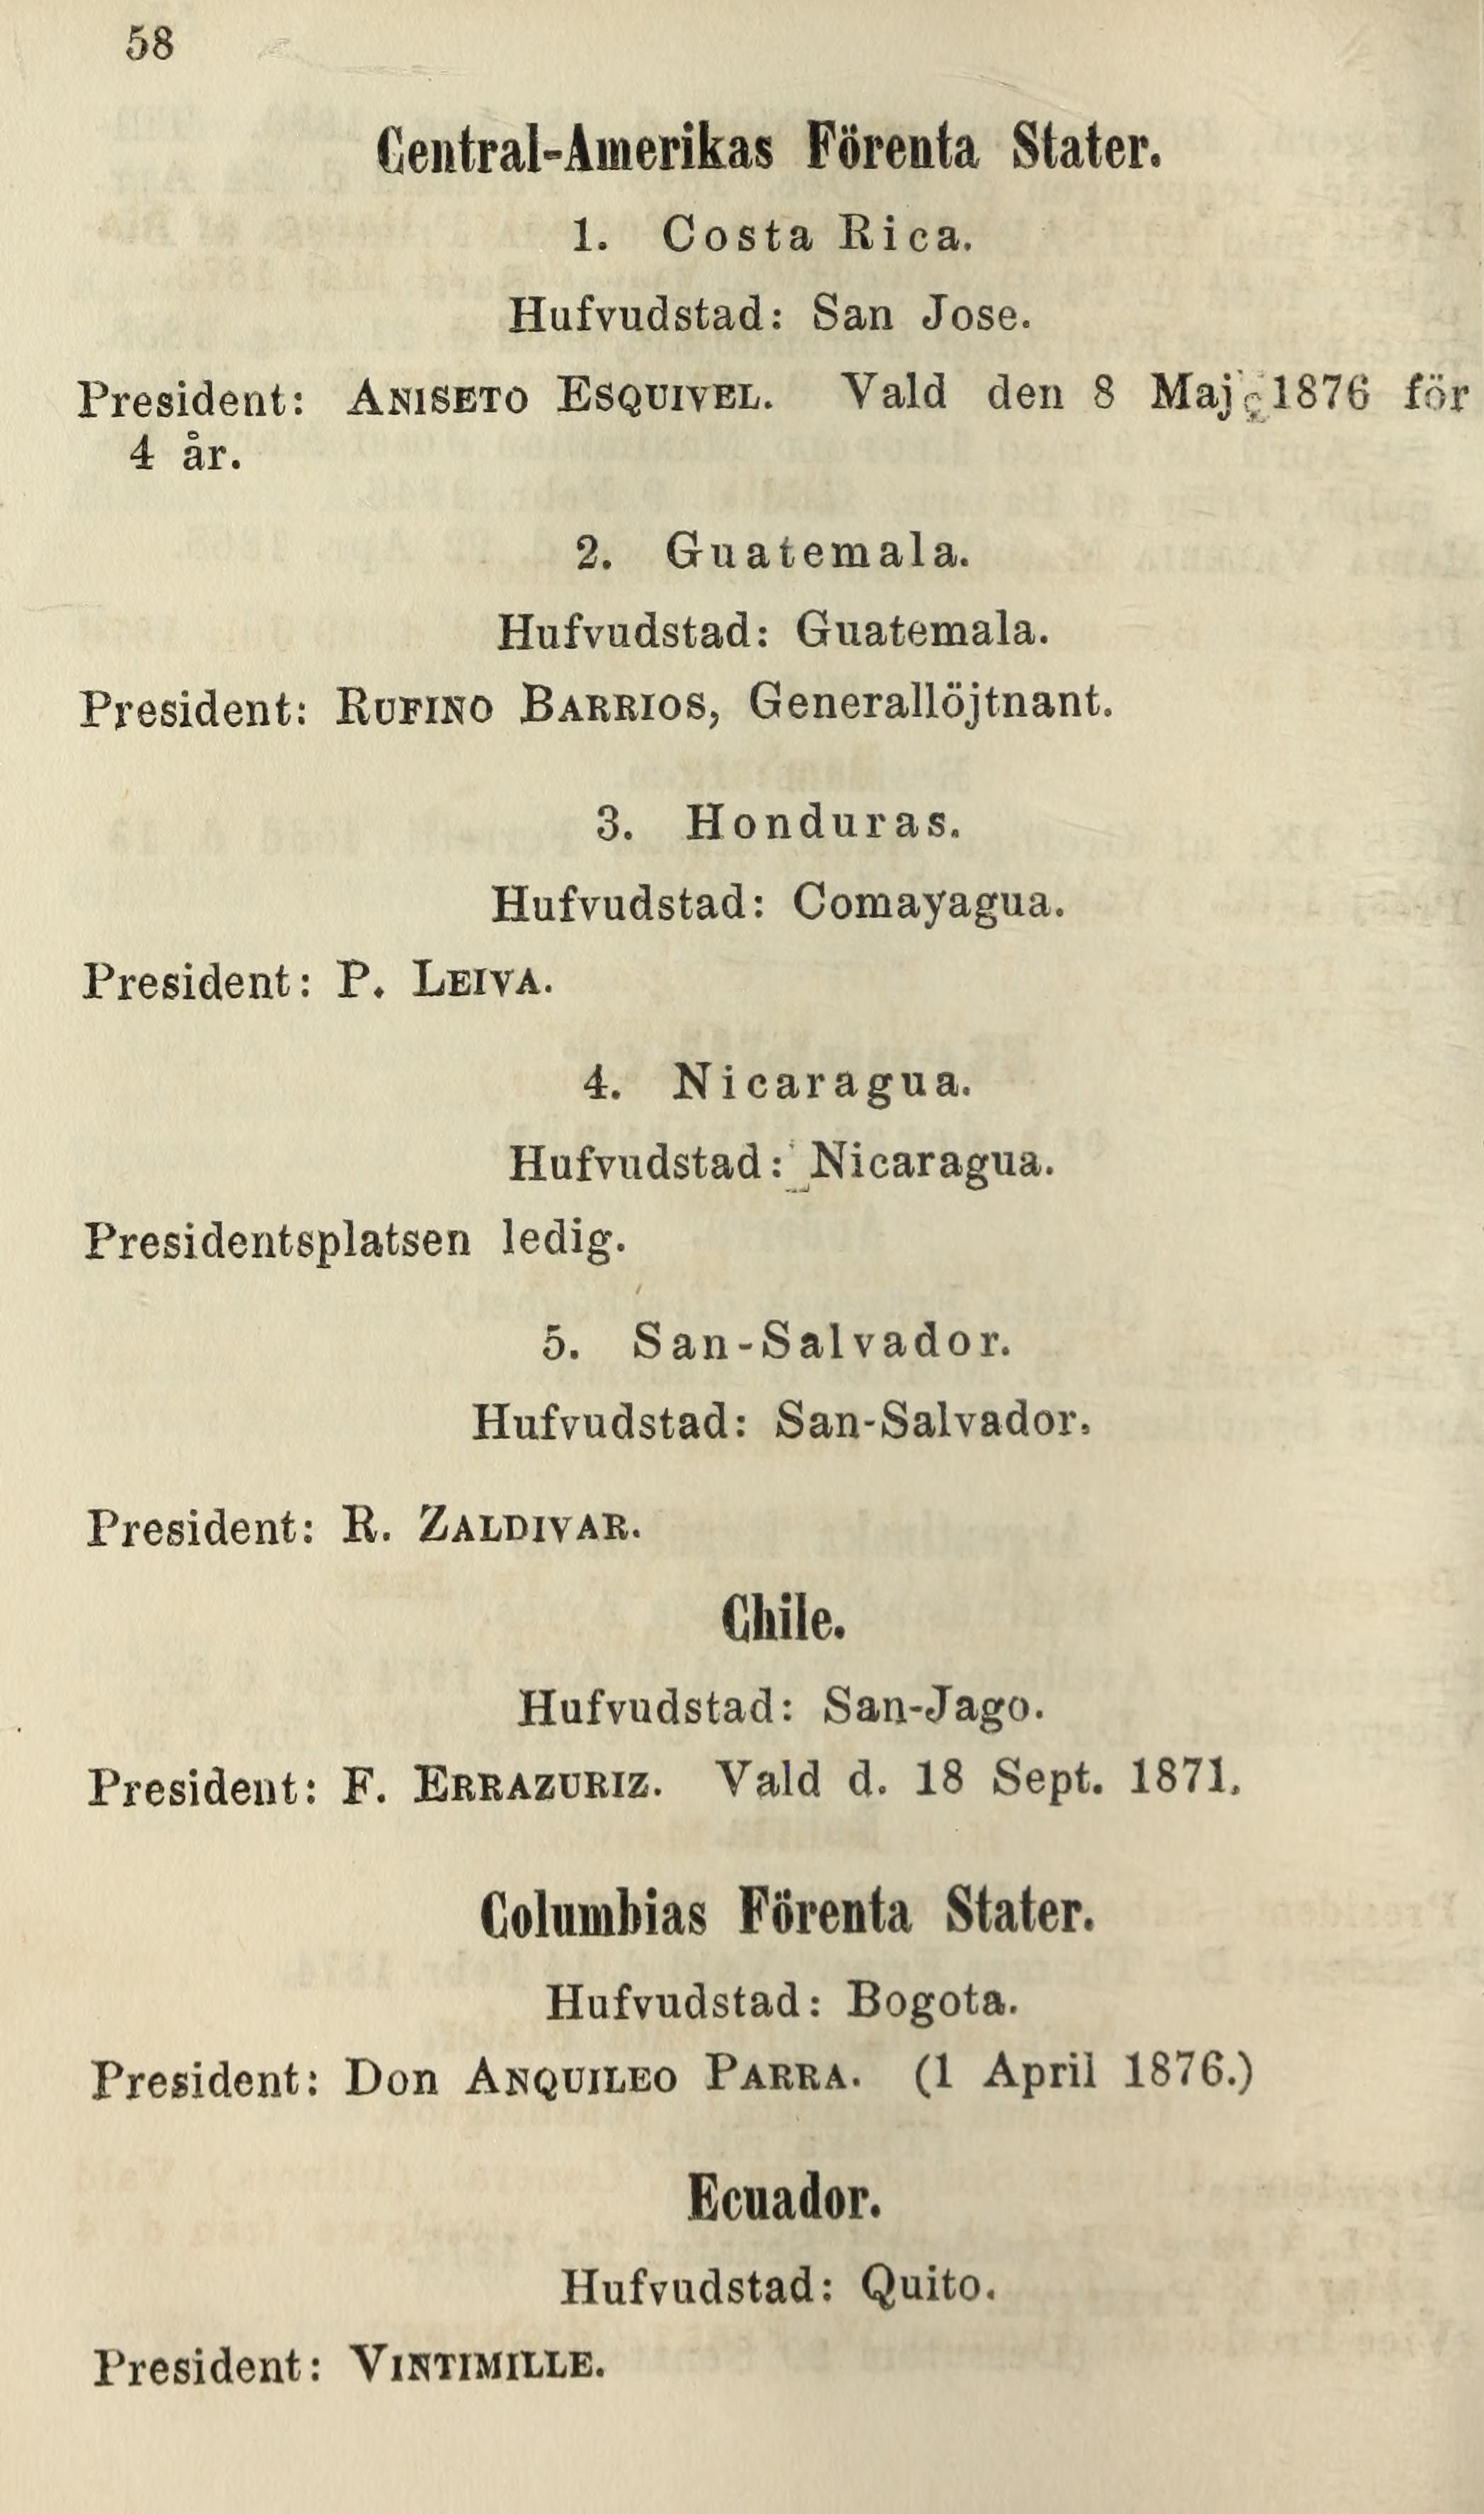 58
Central-Amerikas Förenta Stater.
1. Costa Rica.
Hufvudstad: San Jose.
President: ANISETO ESQUIVEL. Vald den 8 Maj 1876 för
4 år.
2. Guatemala.
Hufvudstad: Guatemala.
President: RUFINO BARRIOS, Generallöjtnant.
3. Honduras.
Hufvudstad: Comayagua.
President: P. LEIVA.
4. Nicaragua.
Hufvudstad: Nicaragua.
Presidentsplatsen ledig.
5. San-Salvador.
Hufvudstad: San-Salvador.
President: R. ZALDIVAR.
Chile.
Hufvudstad: San-Jago.
President: F. ERRAZURIZ. Vald d. 18 Sept. 1871.
Columbias Förenta Stater.
Hufvudstad: Bogota.
President: Don ANQUILEO PARRA. (1 April 1876.)
Ecuador.
Hufvudstad: Quito.
President: VINTIMILLE.